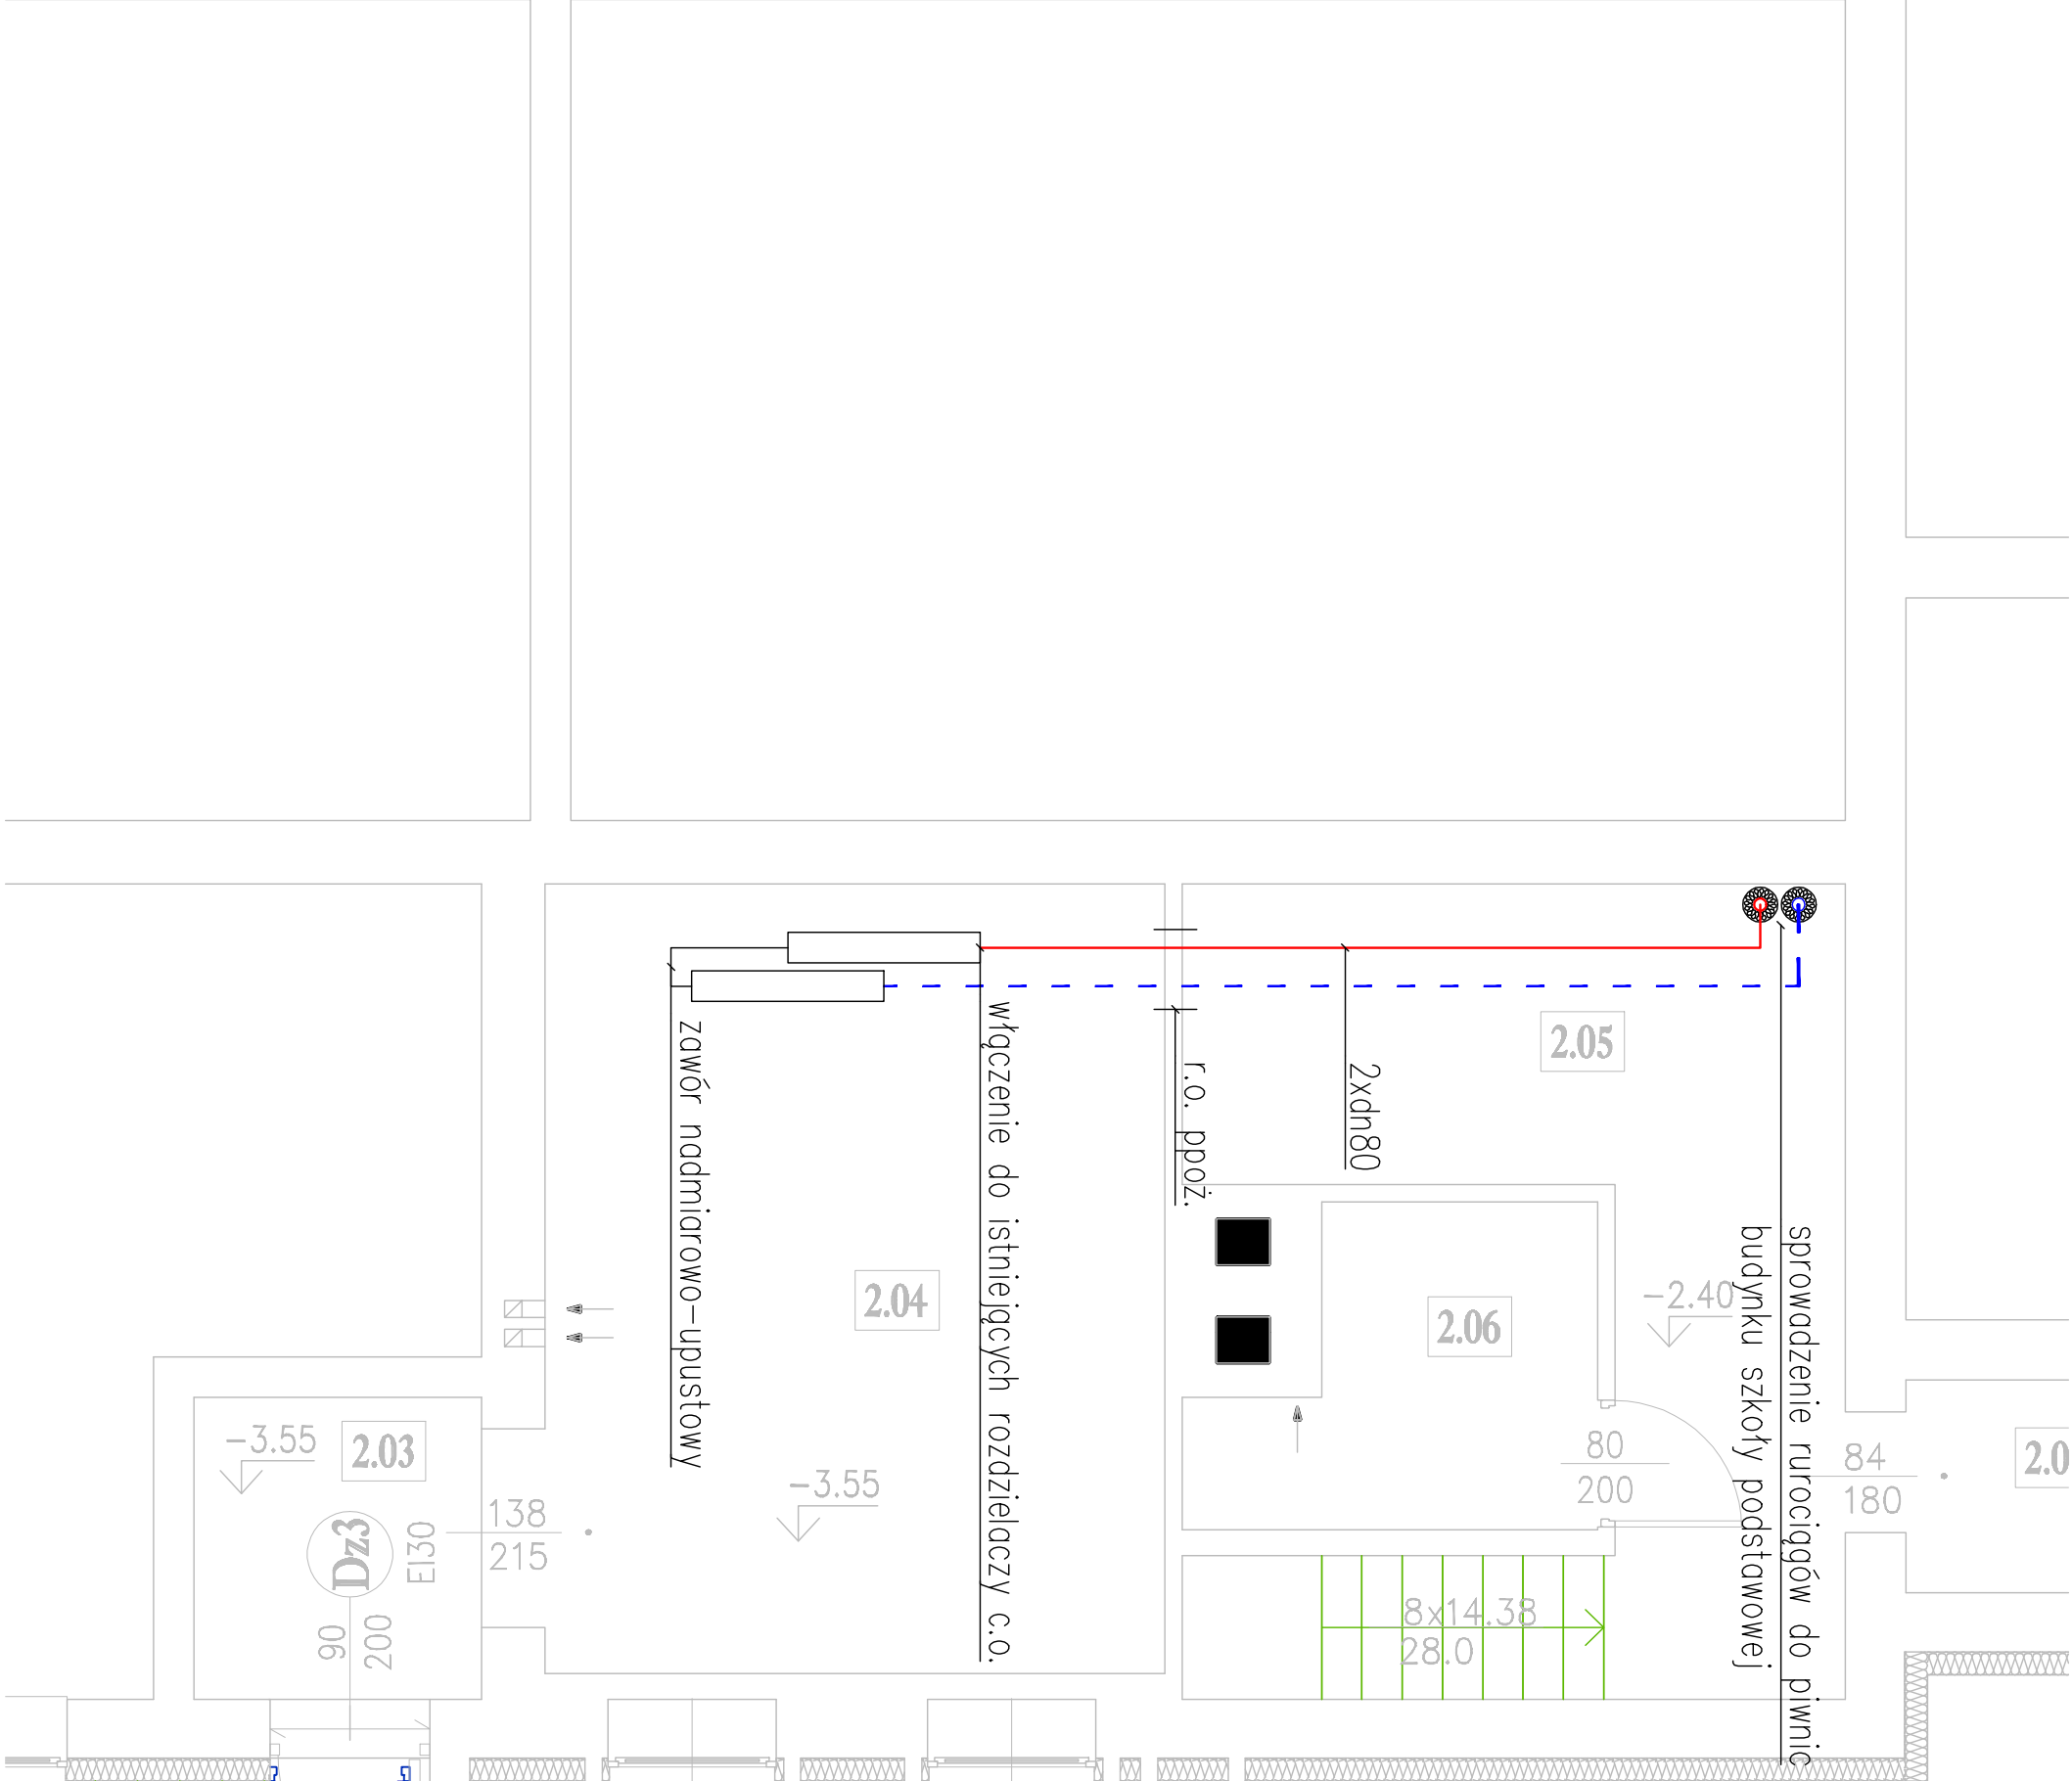 2.05
2xdn80
r.o. ppoż.
włączenie do istniejących rozdzielaczy c.o.
zawór nadmiarowo-upustowy
sprowadzenie rurociągów do piwnic
budynku szkoły podstawowej
2.04
2.06
-2.40
-3.55
2.03
-3.55
80
200
84
180
2.0
138
215
EI30
Dz3
90
200
8x14.38
28.0